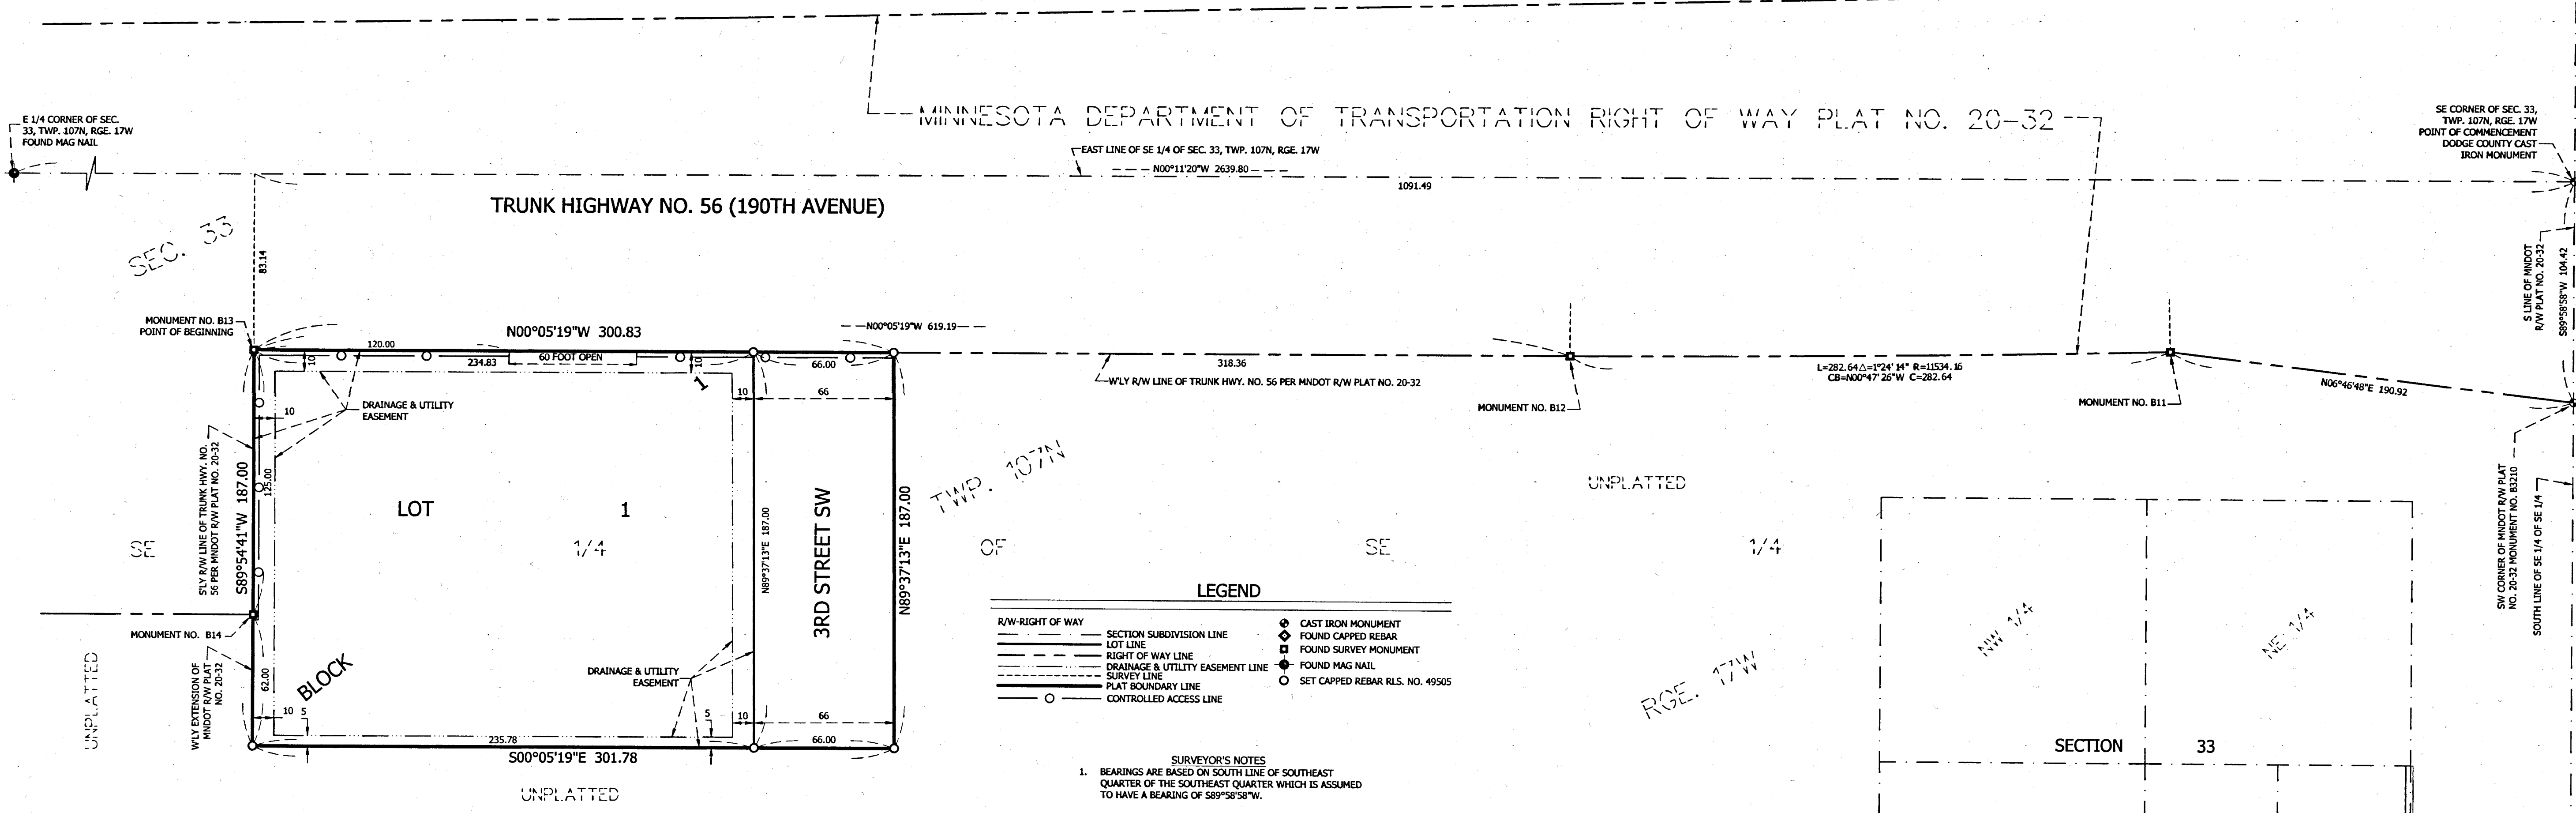 MINNESOTA DEPARTMENT OF TRANSPORTATION RIGHT OF WAY PLAT NO. 20-32
E 1/4 CORNER OF SEC.
33, TWP. 107N, RGE. 17W
FOUND MAG NAIL
SE CORNER OF SEC. 33,
TWP. 107N, RGE. 17W
POINT OF COMMENCEMENT
DODGE COUNTY CAST
IRON MONUMENT
EAST LINE OF SE 1/4 OF SEC. 33, TWP. 107N, RGE. 17W
N00°11'20"W 2639.80
1091.49
TRUNK HIGHWAY NO. 56 (190TH AVENUE)
SEC. 33
83.14
S LINE OF MNDOT
R/W PLAT NO. 20-32
S89°58'58"W 104.42
MONUMENT NO. B13
POINT OF BEGINNING
N00°05'19"W 300.83
N00°05'19"W 619.19
120.00
234.83
60 FOOT OPEN
10
10
66.00
318.36
W'LY R/W LINE OF TRUNK HWY. NO. 56 PER MNDOT R/W PLAT NO. 20-32
L=282.64 Δ=1°24'14" R=11534.16
CB=N00°47'26"W C=282.64
N06°46'48"E 190.92
MONUMENT NO. B12
MONUMENT NO. B11
1
10
66
10
DRAINAGE & UTILITY
EASEMENT
S'LY R/W LINE OF TRUNK HWY. NO.
56 PER MNDOT R/W PLAT NO. 20-32
S89°54'41"W 187.00
125.00
LOT 1
N89°37'13"E 187.00
3RD STREET SW
N89°37'13"E 187.00
TWP. 107N
UNPLATTED
SE 1/4 OF SE 1/4
SW CORNER OF MNDOT R/W PLAT
NO. 20-32 MONUMENT NO. B3210
SOUTH LINE OF SE 1/4 OF SE 1/4
MONUMENT NO. B14
UNPLATTED
W'LY EXTENSION OF
MNDOT R/W PLAT
NO. 20-32
62.00
BLOCK
DRAINAGE & UTILITY
EASEMENT
10
5
5
10
66
235.78
66.00
S00°05'19"E 301.78
UNPLATTED
LEGEND
R/W-RIGHT OF WAY
SECTION SUBDIVISION LINE
LOT LINE
RIGHT OF WAY LINE
DRAINAGE & UTILITY EASEMENT LINE
SURVEY LINE
PLAT BOUNDARY LINE
CONTROLLED ACCESS LINE
CAST IRON MONUMENT
FOUND CAPPED REBAR
FOUND SURVEY MONUMENT
FOUND MAG NAIL
SET CAPPED REBAR RLS. NO. 49505
RGE. 17W
NW 1/4
NE 1/4
SECTION 33
SURVEYOR'S NOTES
1. BEARINGS ARE BASED ON SOUTH LINE OF SOUTHEAST
QUARTER OF THE SOUTHEAST QUARTER WHICH IS ASSUMED
TO HAVE A BEARING OF S89°58'58"W.